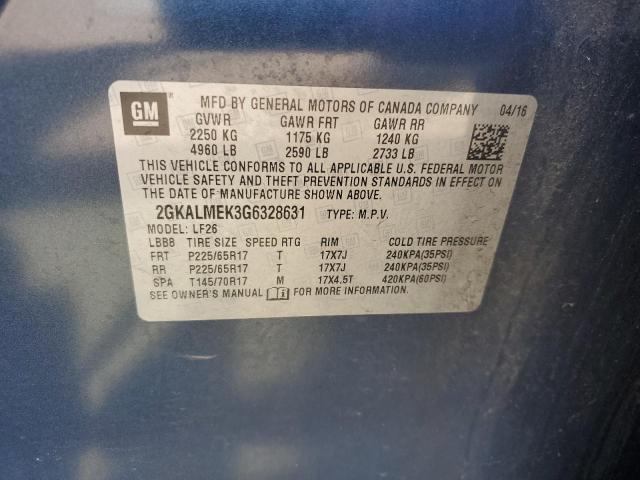 GM
MFD BY GENERAL MOTORS OF CANADA COMPANY 04/16
GVWR GAWR FRT GAWR RR
2250 KG 1175 KG 1240 KG
4960 LB 2590 LB 2733 LB
THIS VEHICLE CONFORMS TO ALL APPLICABLE U.S. FEDERAL MOTOR
VEHICLE SAFETY AND THEFT PREVENTION STANDARDS IN EFFECT ON
THE DATE OF MANUFACTURE SHOWN ABOVE.
2GKALMEK3G6328631 TYPE: M.P.V.
MODEL: LF26
LBB8 TIRE SIZE SPEED RTG RIM COLD TIRE PRESSURE
FRT P225/65R17 T 17X7J 240KPA(35PSI)
RR P225/65R17 T 17X7J 240KPA(35PSI)
SPA T145/70R17 M 17X4.5T 420KPA(60PSI)
SEE OWNER'S MANUAL FOR MORE INFORMATION.